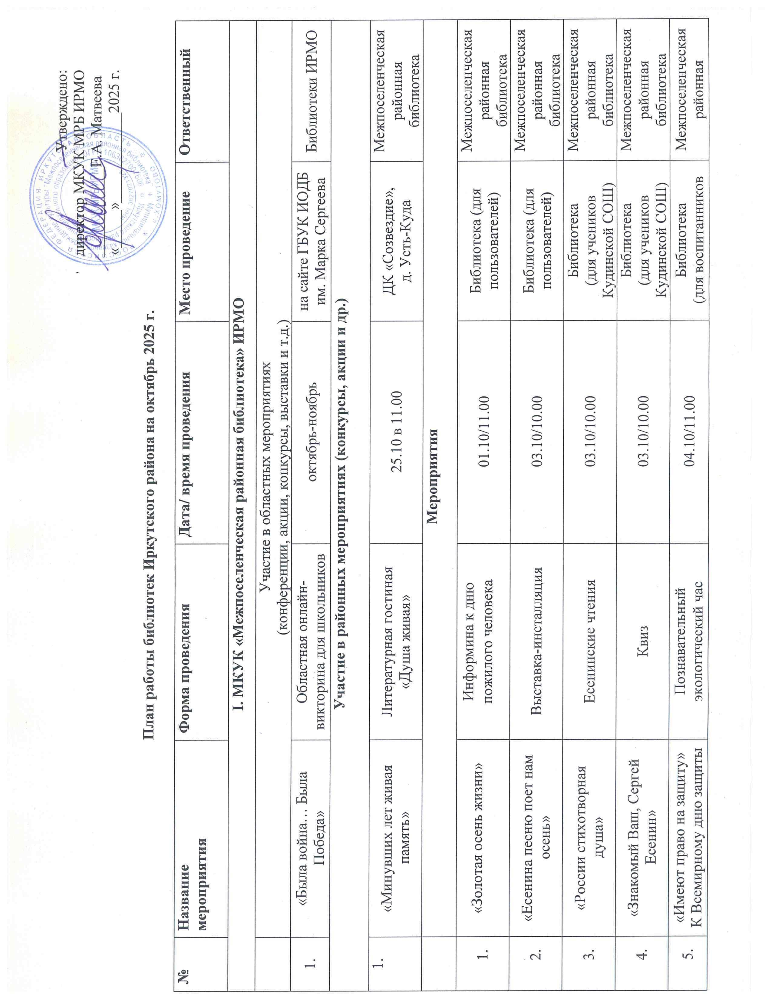 Утверждено:
директор МКУК МРБ ИРМО
Е.А. Матвеева
«___»____________ 2025 г.
План работы библиотек Иркутского района на октябрь 2025 г.
№
Название
мероприятия
Форма проведения
Дата/ время проведения
Место проведение
Ответственный
I. МКУК «Межпоселенческая районная библиотека» ИРМО
Участие в областных мероприятиях
(конференции, акции, конкурсы, выставки и т.д.)
1.
«Была война… Была
Победа»
Областная онлайн-
викторина для школьников
октябрь-ноябрь
на сайте ГБУК ИОДБ
им. Марка Сергеева
Библиотеки ИРМО
Участие в районных мероприятиях (конкурсы, акции и др.)
1.
«Минувших лет живая
память»
Литературная гостиная
«Душа живая»
25.10 в 11.00
ДК «Созвездие»,
д. Усть-Куда
Межпоселенческая
районная
библиотека
Мероприятия
1.
«Золотая осень жизни»
Информина к дню
пожилого человека
01.10/11.00
Библиотека (для
пользователей)
Межпоселенческая
районная
библиотека
2.
«Есенина песню поет нам
осень»
Выставка-инсталляция
03.10/10.00
Библиотека (для
пользователей)
Межпоселенческая
районная
библиотека
3.
«России стихотворная
душа»
Есенинские чтения
03.10/10.00
Библиотека
(для учеников
Кудинской СОШ)
Межпоселенческая
районная
библиотека
4.
«Знакомый Ваш, Сергей
Есенин»
Квиз
03.10/10.00
Библиотека
(для учеников
Кудинской СОШ)
Межпоселенческая
районная
библиотека
5.
«Имеют право на защиту»
К Всемирному дню защиты
Познавательный
экологический час
04.10/11.00
Библиотека
(для воспитанников
Межпоселенческая
районная